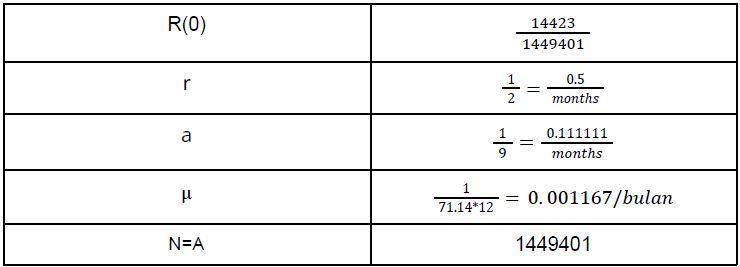 R(0) 14423/1449401
r 1/2 = 0.5/months
a 1/9 = 0.111111/months
μ 1/71.14*12 = 0.001167/bulan
N=A 1449401